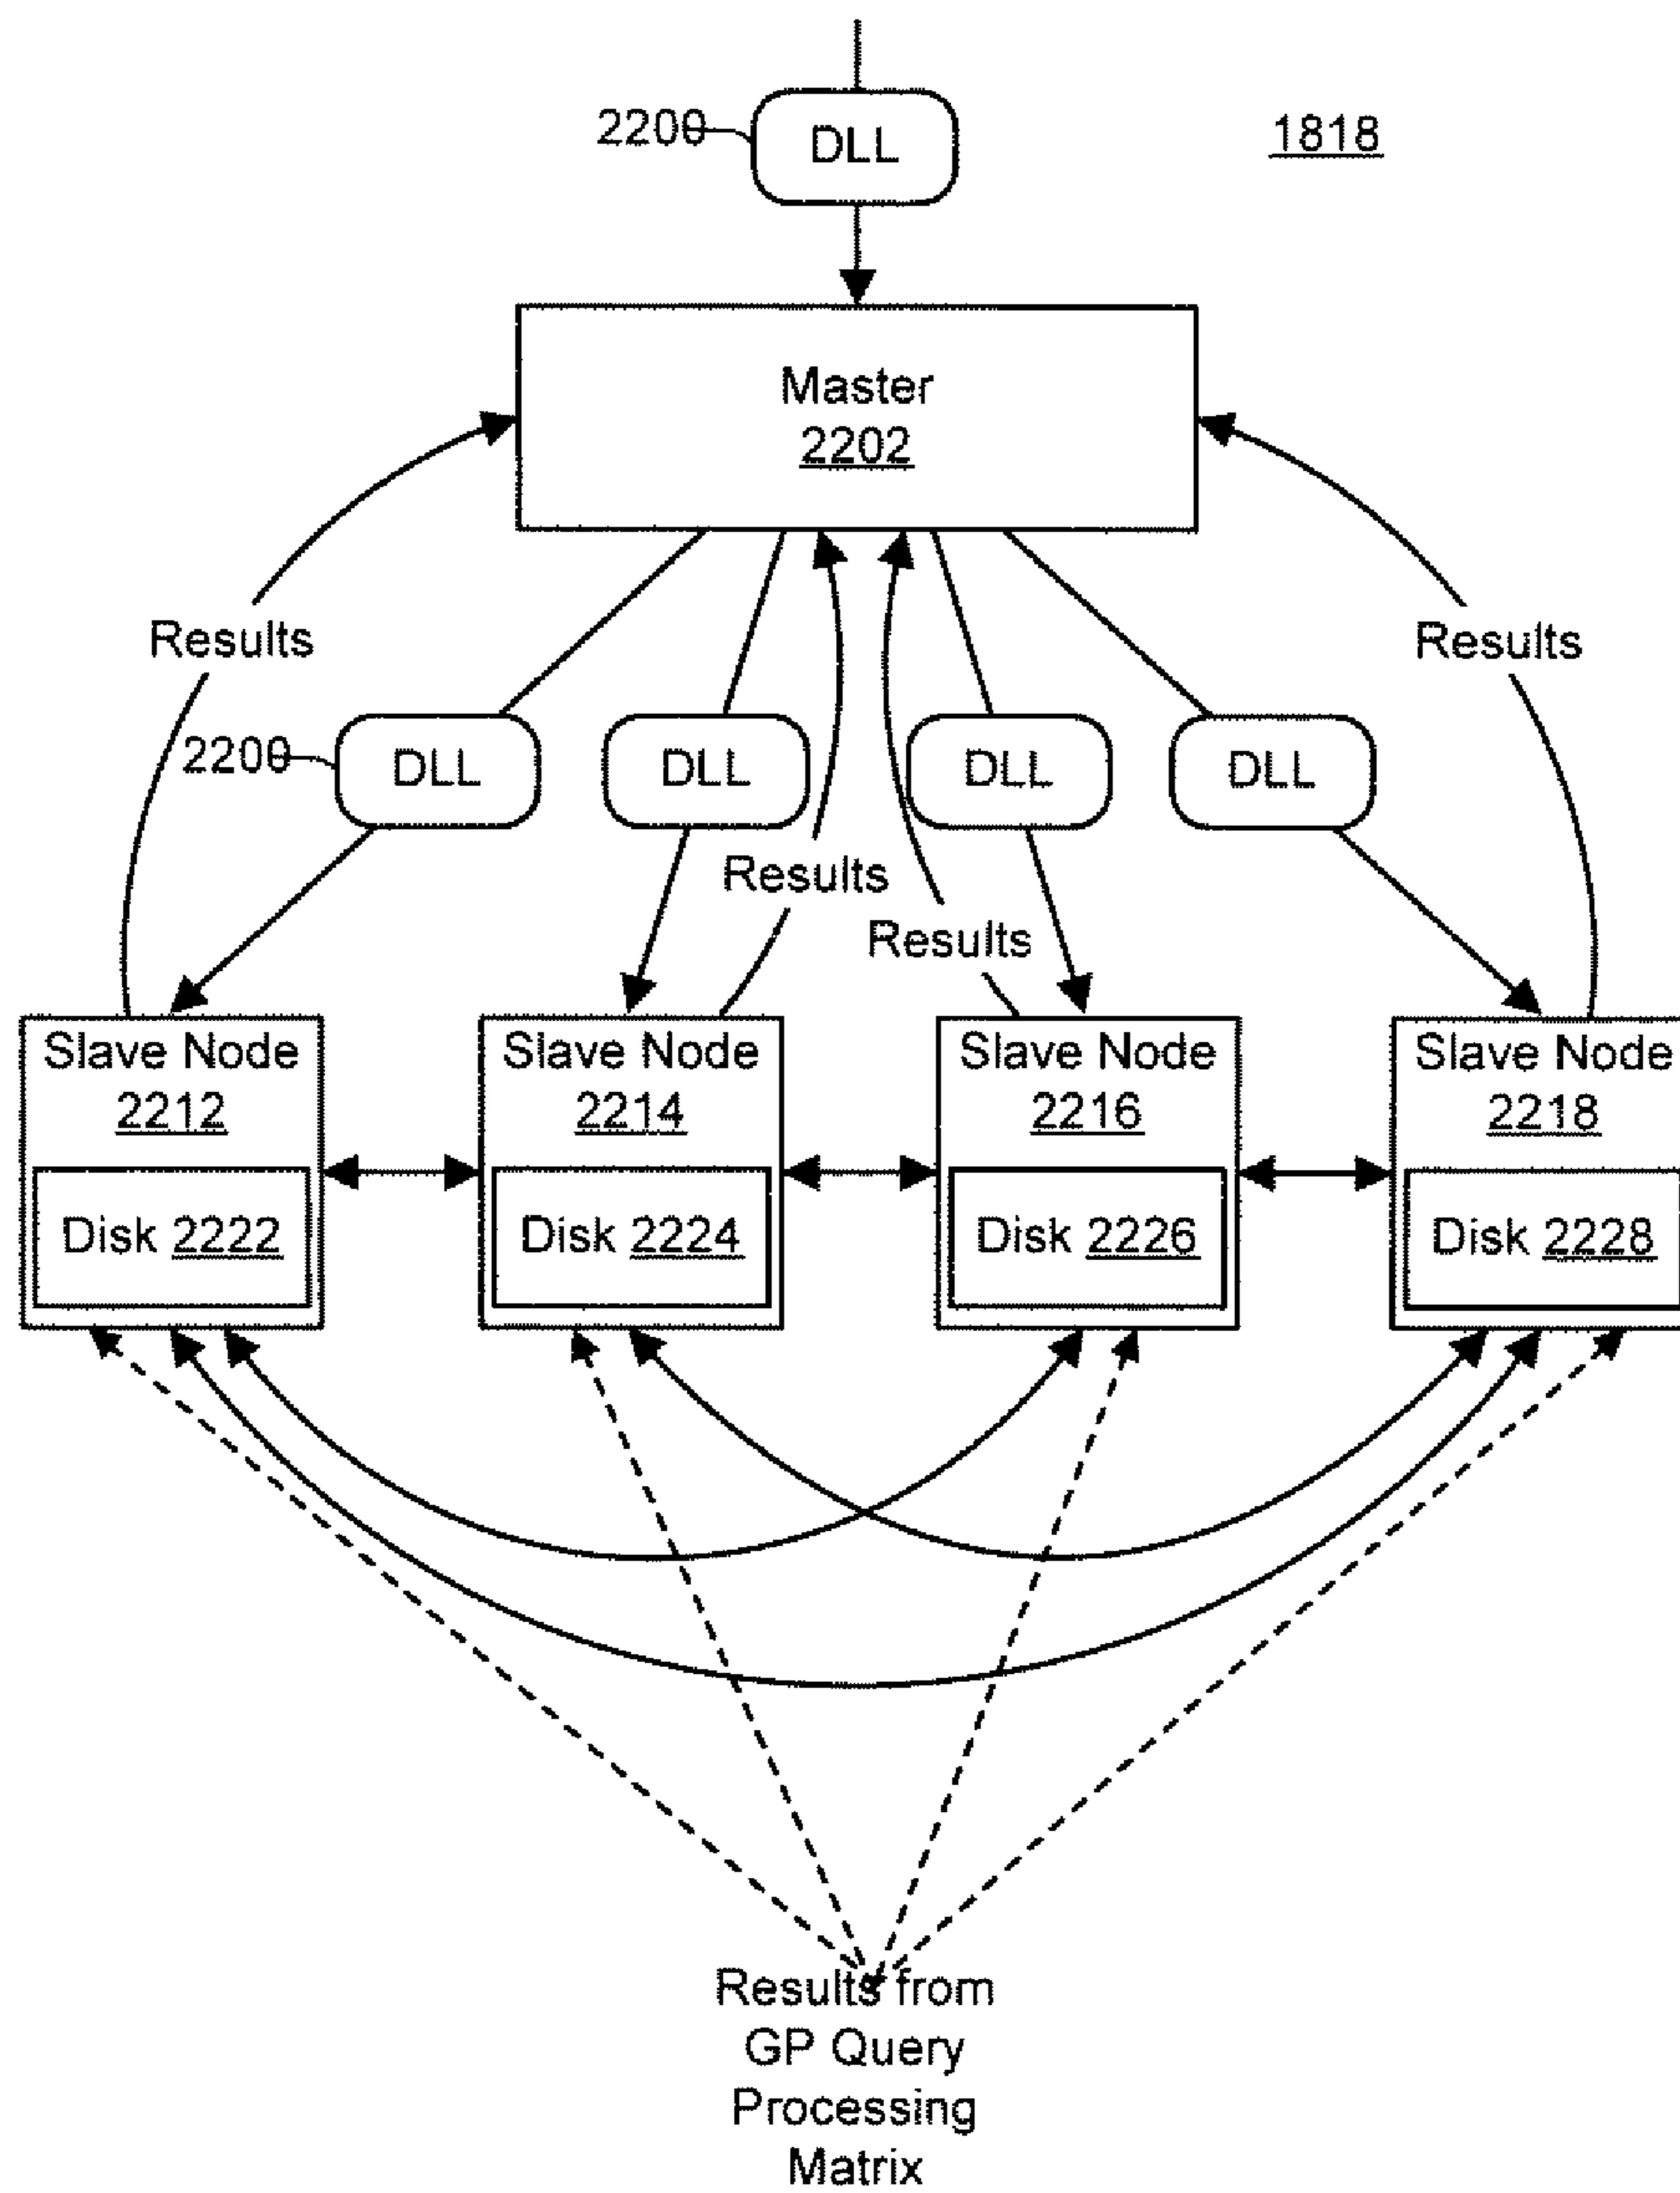 2200
DLL
1818
Master
2202
Results
Results
2200
DLL
DLL
DLL
DLL
Results
Results
Slave Node
2212
Disk 2222
Slave Node
2214
Disk 2224
Slave Node
2216
Disk 2226
Slave Node
2218
Disk 2228
Results from
GP Query
Processing
Matrix